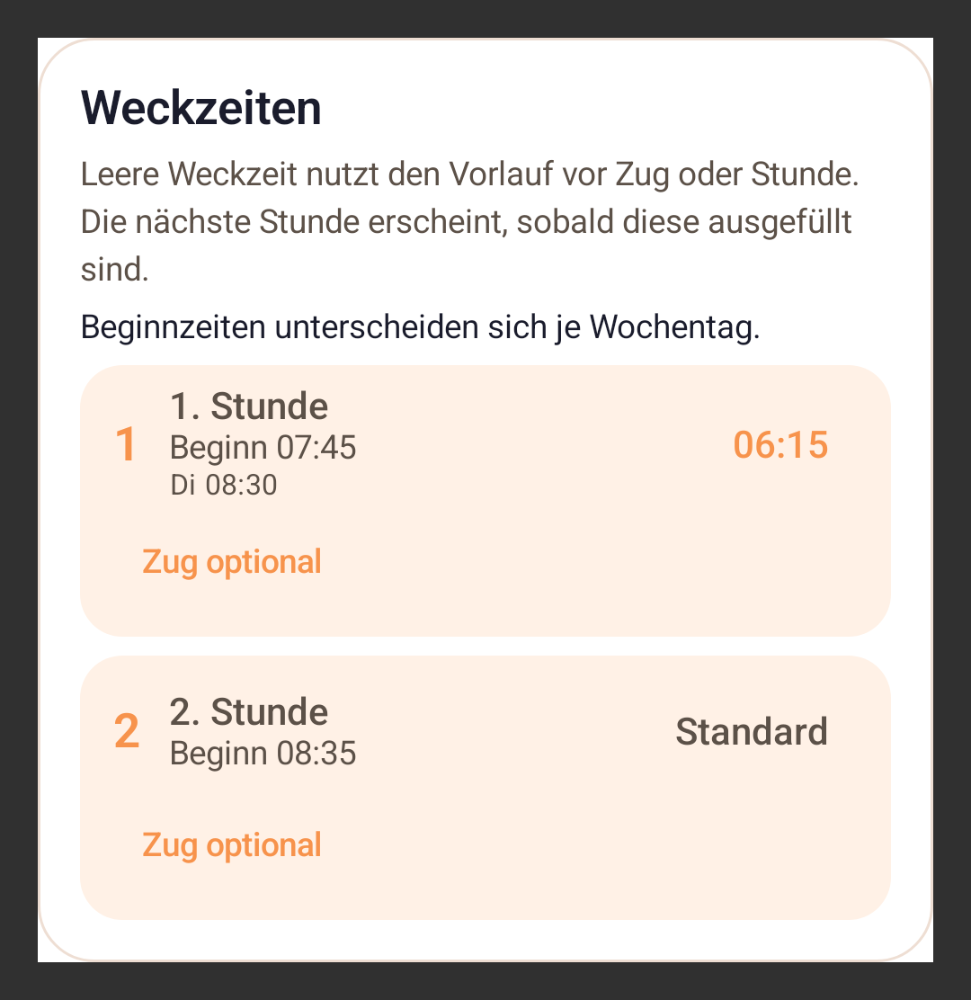 Weckzeiten
Leere Weckzeit nutzt den Vorlauf vor Zug oder Stunde.
Die nächste Stunde erscheint, sobald diese ausgefüllt
sind.
Beginnzeiten unterscheiden sich je Wochentag.
1
1. Stunde
Beginn 07:45
Di 08:30
06:15
Zug optional
2
2. Stunde
Beginn 08:35
Standard
Zug optional